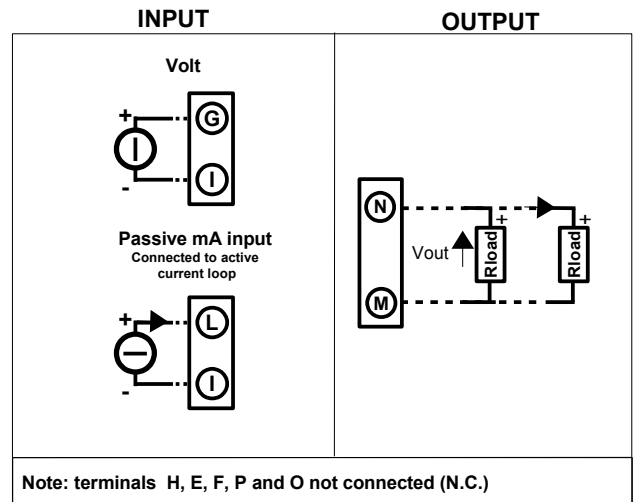 INPUT
OUTPUT
Volt
+
G
-
I
Passive mA input
Connected to active
current loop
+
L
-
I
N
+
+
Vout
Rload
Rload
M
Note: terminals H, E, F, P and O not connected (N.C.)